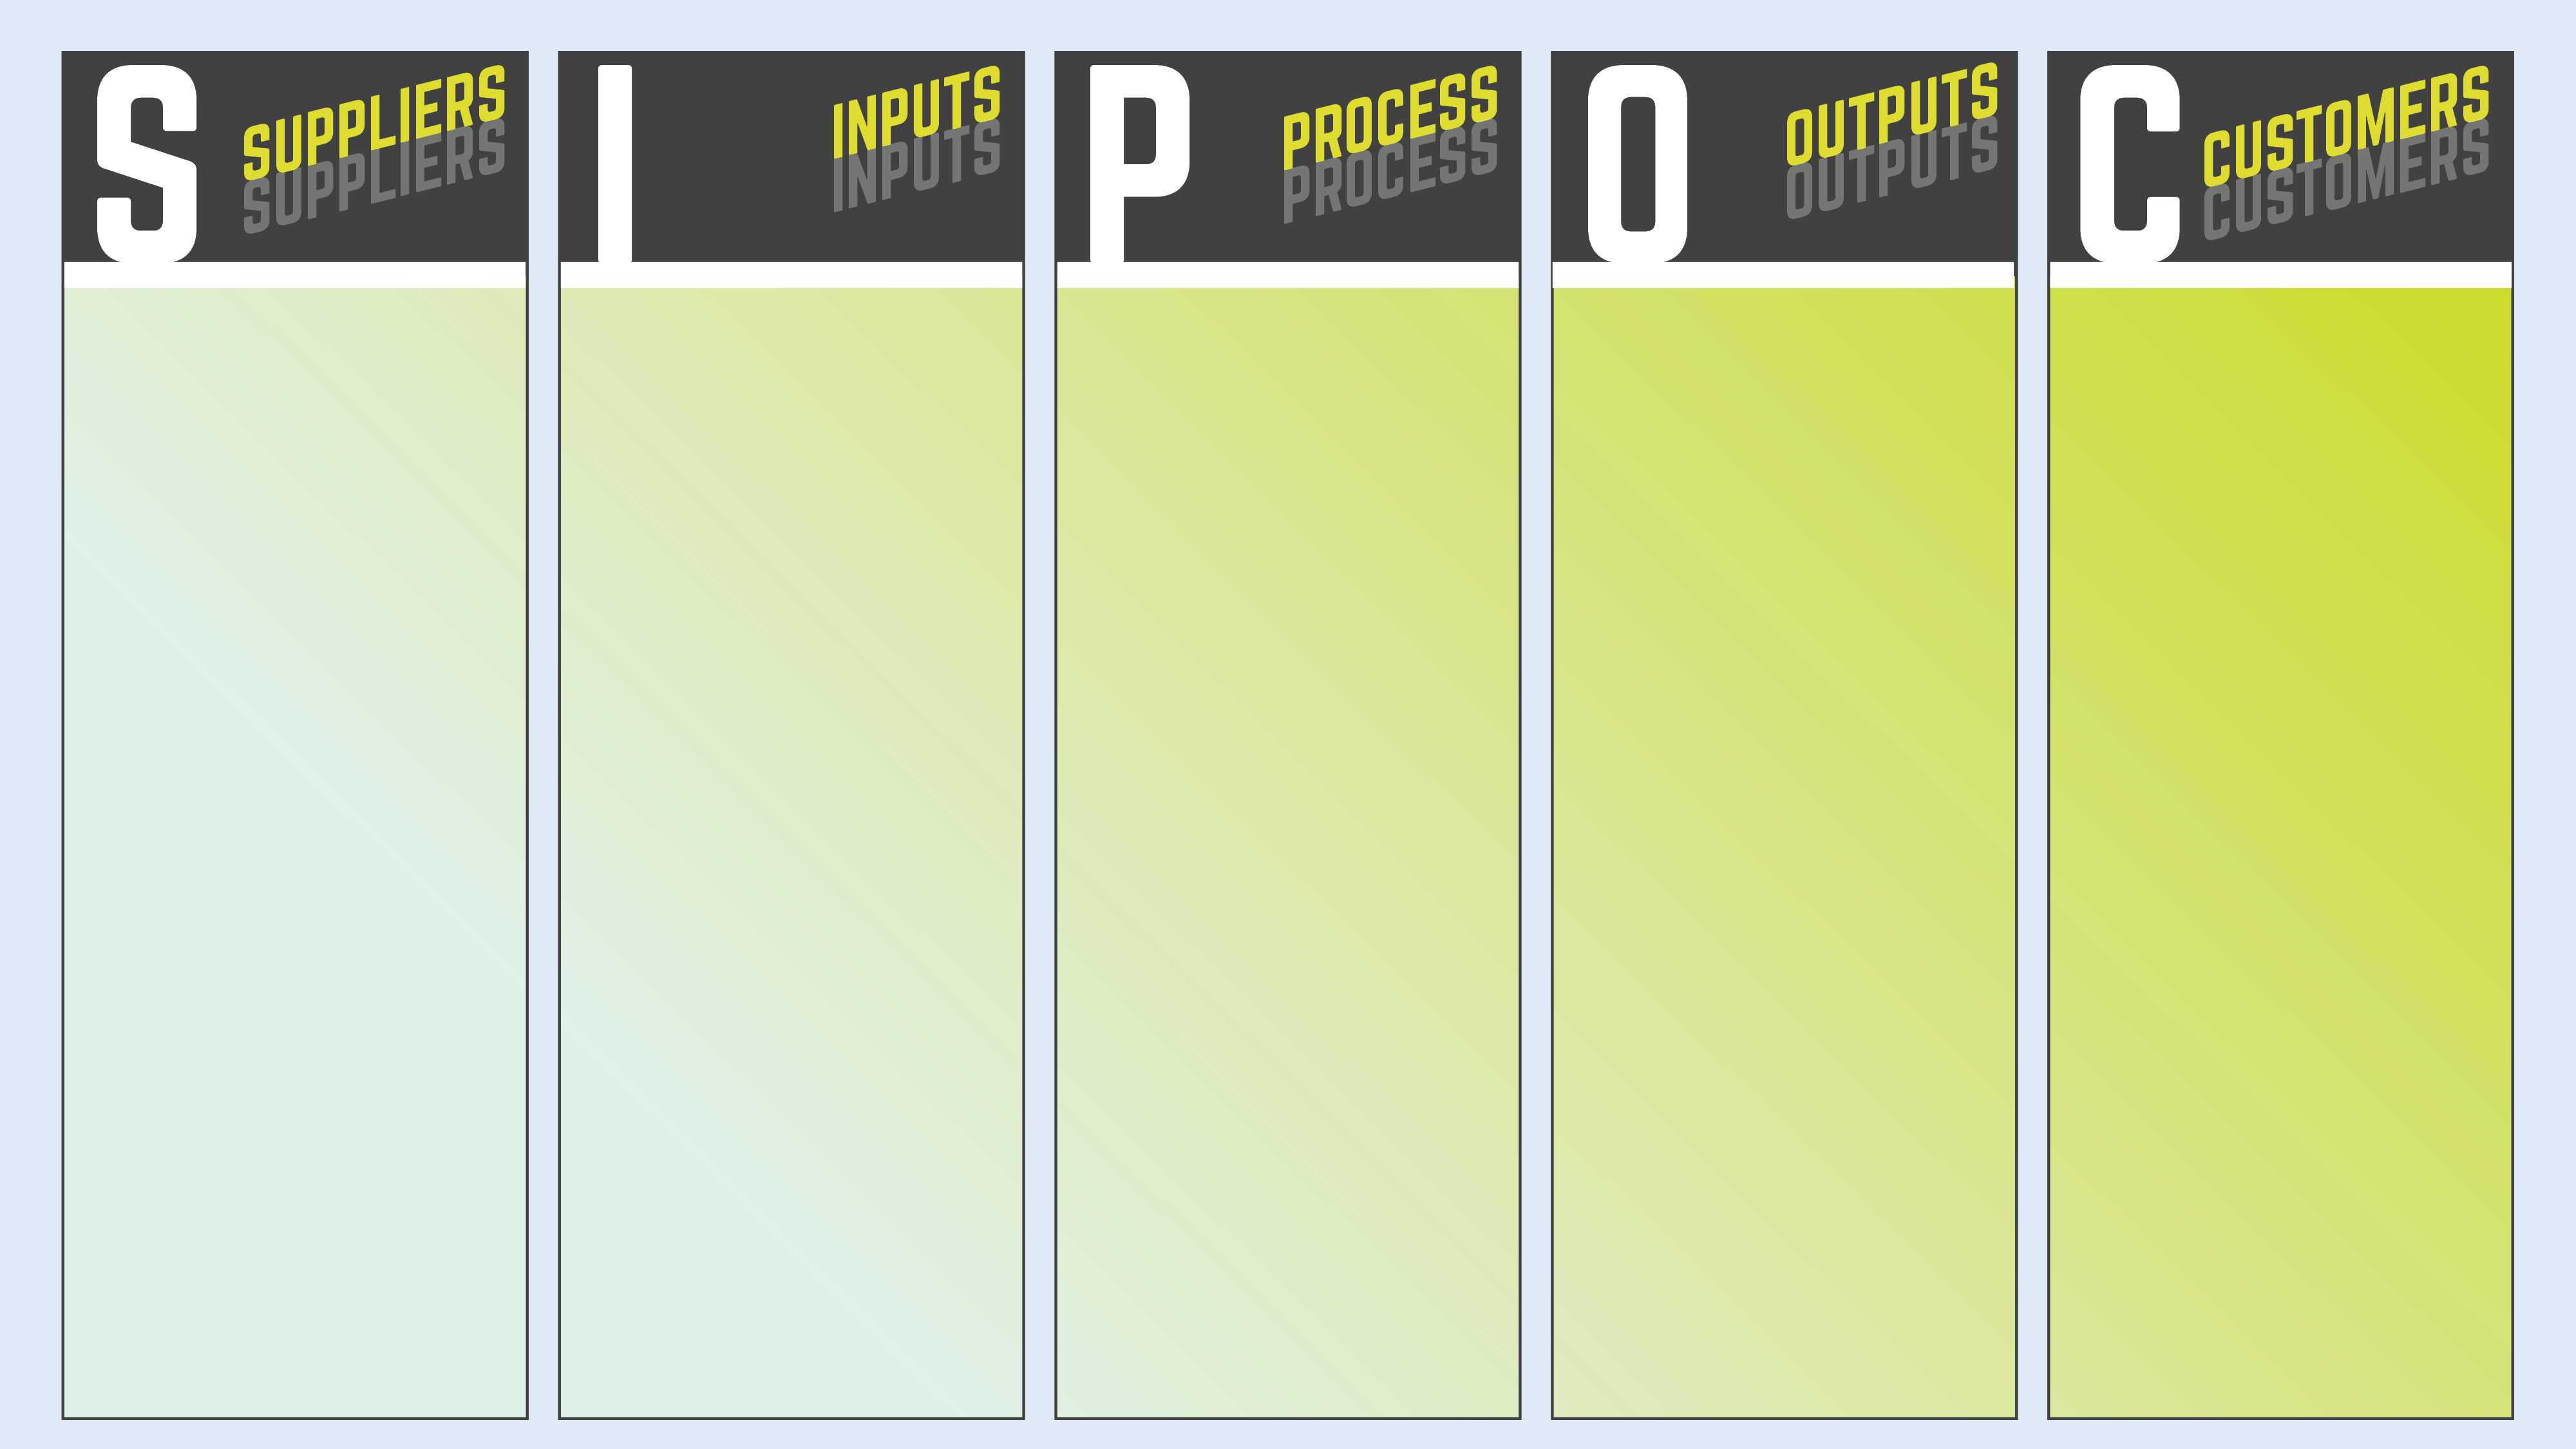 S SUPPLIERS
SUPPLIERS
I INPUTS
INPUTS
P PROCESS
PROCESS
O OUTPUTS
OUTPUTS
C CUSTOMERS
CUSTOMERS